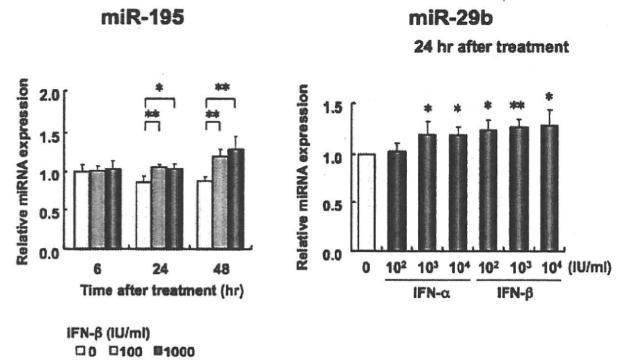 miR-195
Relative miRNA expression
2.0
1.5
1.0
0.5
0.0
*
**
**
**
6 24 48
Time after treatment (hr)
IFN-β (IU/ml)
0 100 1000
miR-29b
24 hr after treatment
Relative miRNA expression
1.5
1.0
0.5
0.0
* * * ** *
0 10² 10³ 10⁴ 10² 10³ 10⁴ (IU/ml)
IFN-α IFN-β